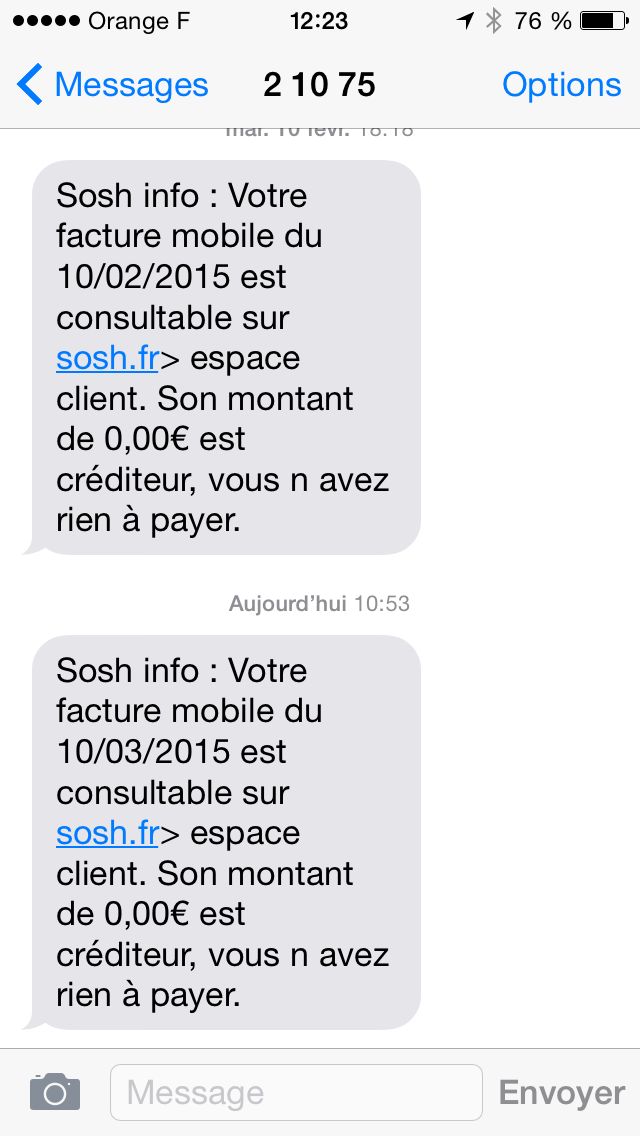 Orange F 12:23 76 %
Messages 2 10 75 Options
mar. 10 févr. 18:18
Sosh info : Votre
facture mobile du
10/02/2015 est
consultable sur
sosh.fr> espace
client. Son montant
de 0,00€ est
créditeur, vous n avez
rien à payer.
Aujourd’hui 10:53
Sosh info : Votre
facture mobile du
10/03/2015 est
consultable sur
sosh.fr> espace
client. Son montant
de 0,00€ est
créditeur, vous n avez
rien à payer.
Message Envoyer